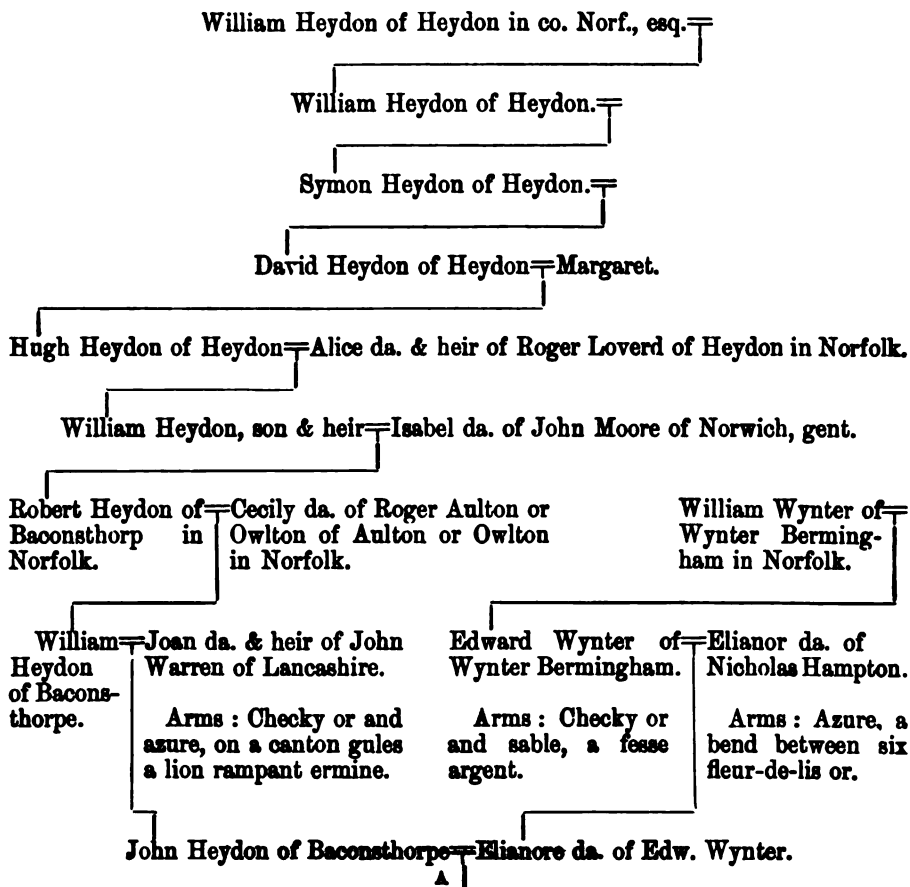 William Heydon of Heydon in co. Norf., esq.
William Heydon of Heydon.
Symon Heydon of Heydon.
David Heydon of Heydon Margaret.
Hugh Heydon of Heydon Alice da. & heir of Roger Loverd of Heydon in Norfolk.
William Heydon, son & heir Isabel da. of John Moore of Norwich, gent.
Robert Heydon of
Baconsthorp in
Norfolk.
Cecily da. of Roger Aulton or
Owlton of Aulton or Owlton
in Norfolk.
William Wynter of
Wynter Berming-
ham in Norfolk.
William
Heydon
of Bacons-
thorpe.
Joan da. & heir of John
Warren of Lancashire.
Arms : Checky or and
azure, on a canton gules
a lion rampant ermine.
Edward Wynter of
Wynter Bermingham.
Arms : Checky or
and sable, a fesse
argent.
Elianor da. of
Nicholas Hampton.
Arms : Azure, a
bend between six
fleur-de-lis or.
John Heydon of Baconsthorpe Elianore da. of Edw. Wynter.
A